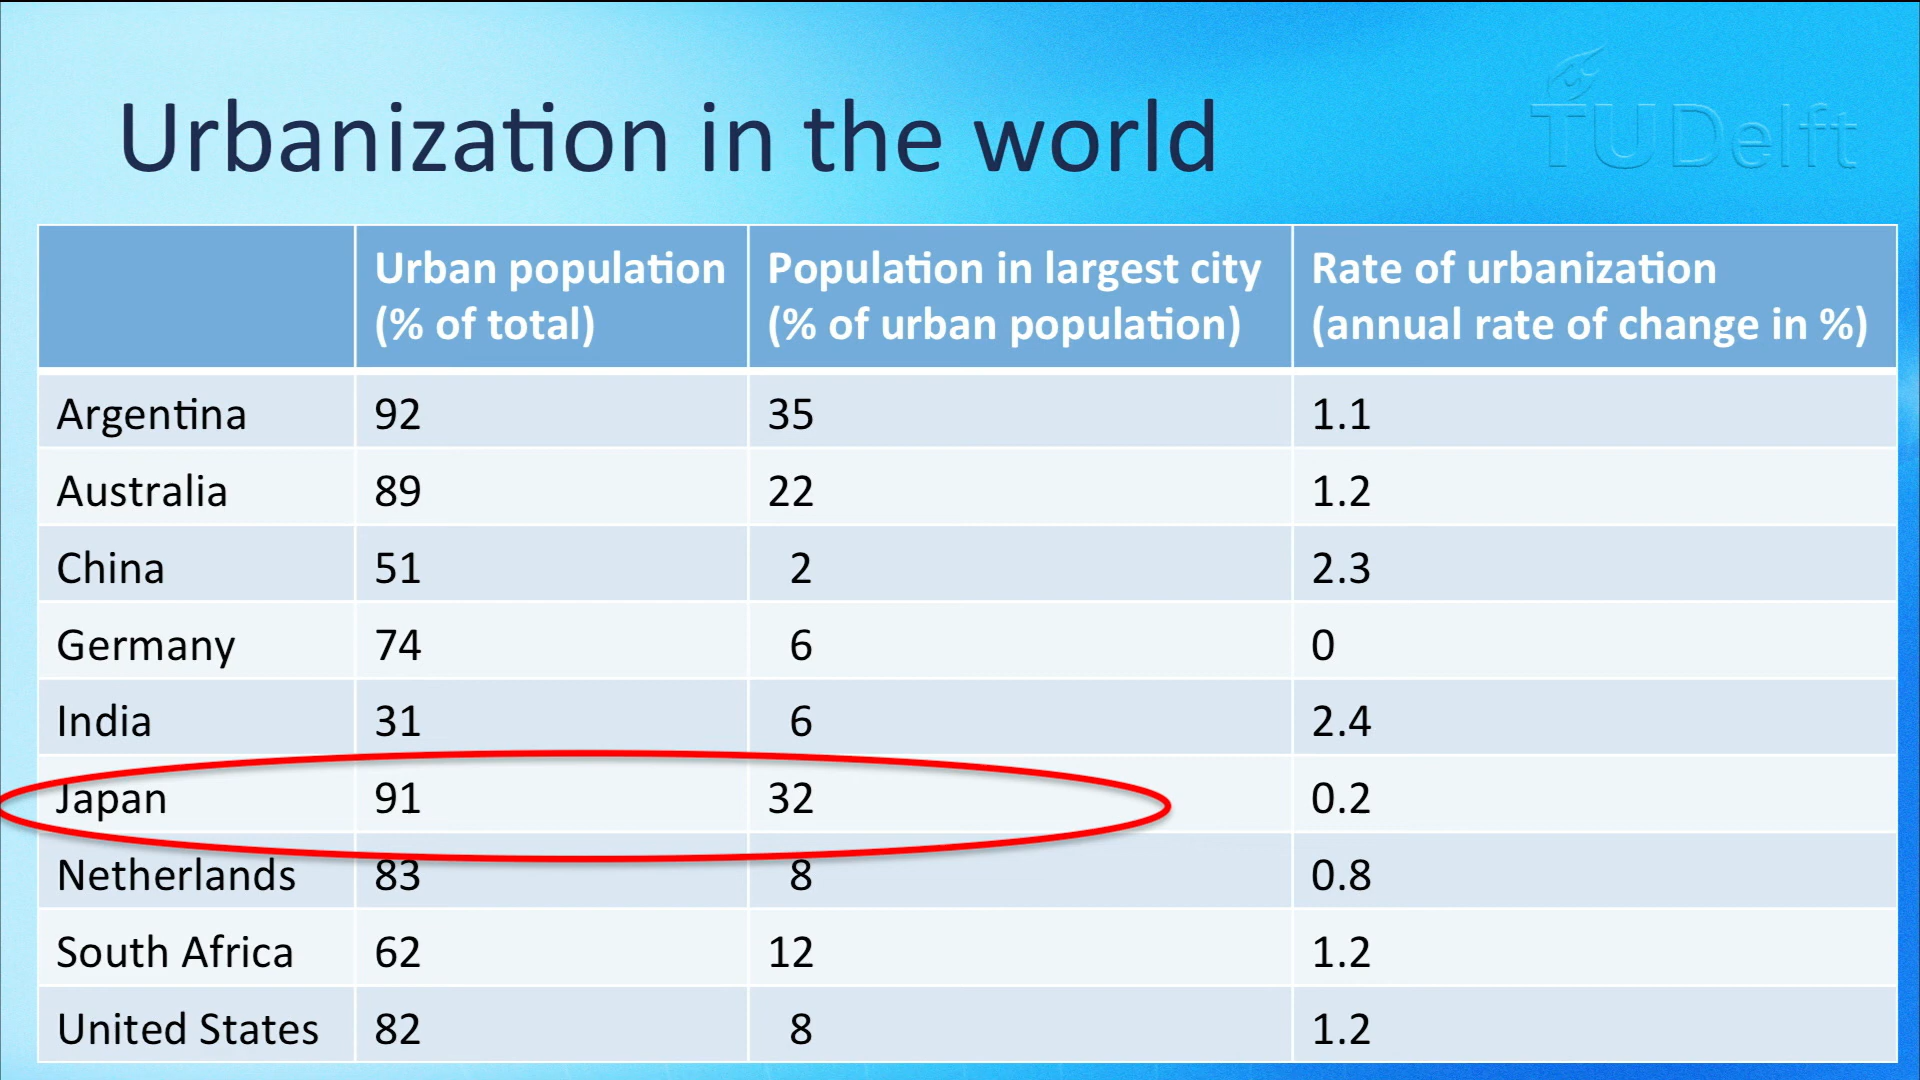 Urbanization in the world
TUDelft
Urban population
(% of total)
Population in largest city
(% of urban population)
Rate of urbanization
(annual rate of change in %)
Argentina 92 35 1.1
Australia 89 22 1.2
China 51 2 2.3
Germany 74 6 0
India 31 6 2.4
Japan 91 32 0.2
Netherlands 83 8 0.8
South Africa 62 12 1.2
United States 82 8 1.2